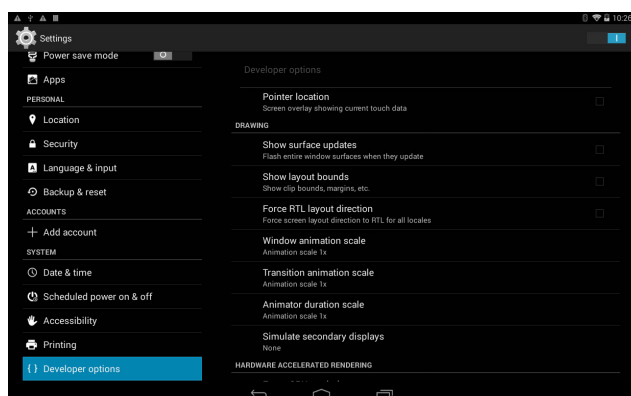 10:26
Settings
Power save mode
O
Apps
PERSONAL
Location
Security
A Language & input
Backup & reset
ACCOUNTS
Add account
SYSTEM
Date & time
Scheduled power on & off
Accessibility
Printing
{ } Developer options
I
Developer options
Pointer location
Screen overlay showing current touch data
DRAWING
Show surface updates
Flash entire window surfaces when they update
Show layout bounds
Show clip bounds, margins, etc.
Force RTL layout direction
Force screen layout direction to RTL for all locales
Window animation scale
Animation scale 1x
Transition animation scale
Animation scale 1x
Animator duration scale
Animation scale 1x
Simulate secondary displays
None
HARDWARE ACCELERATED RENDERING